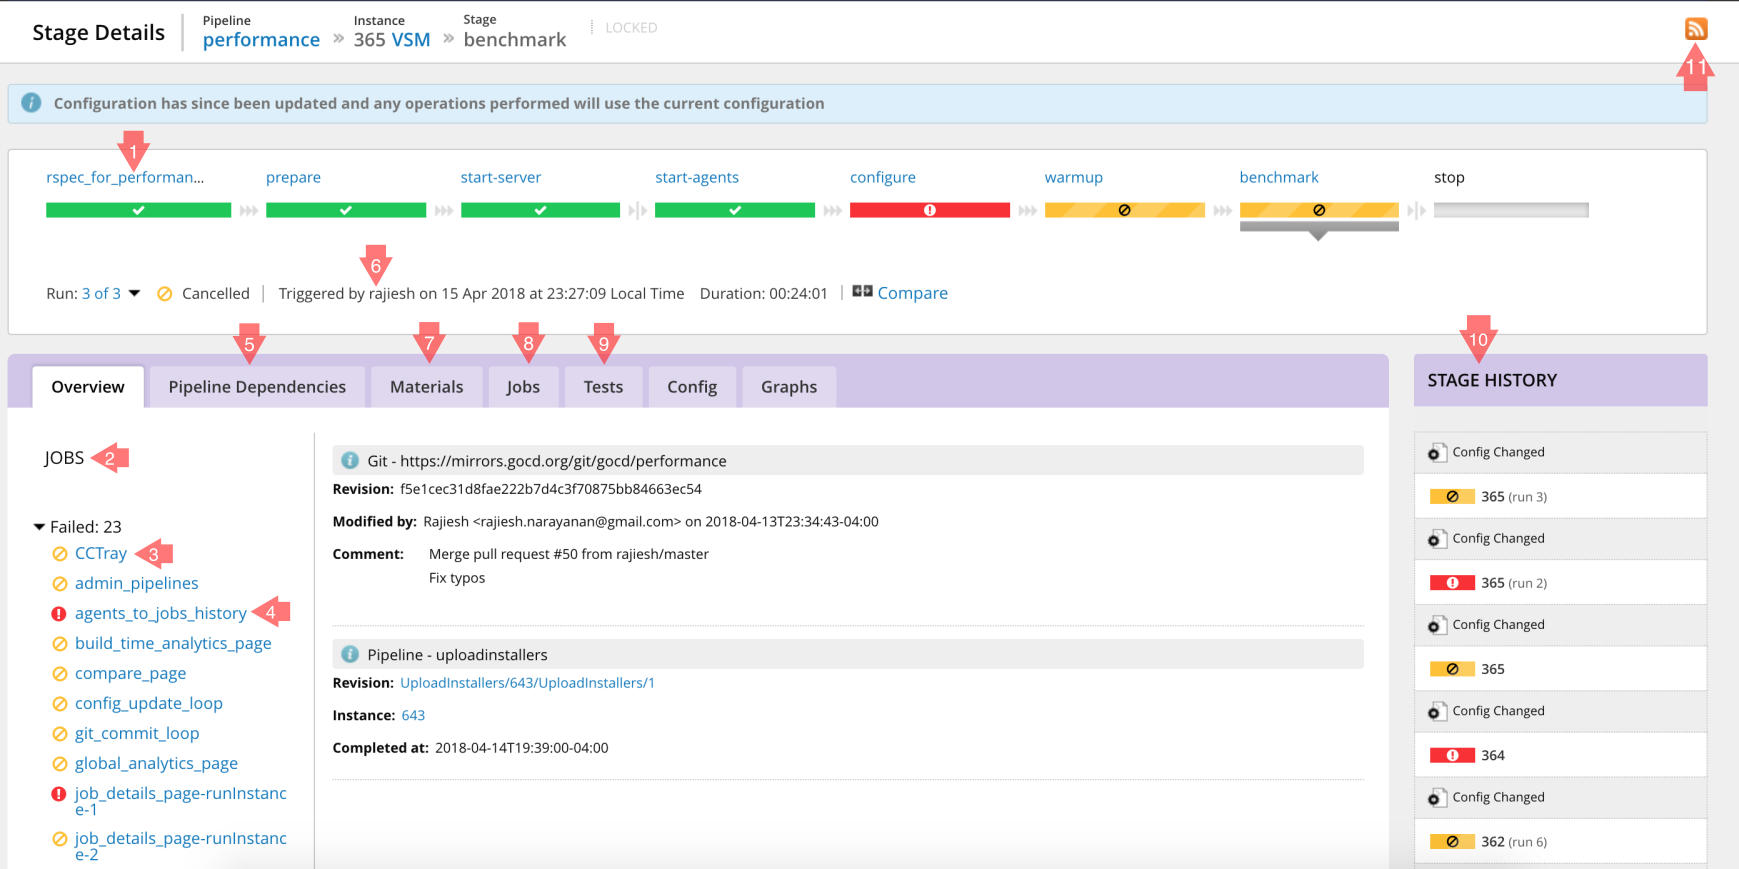 Stage Details
Pipeline
performance
»
Instance
365 VSM
»
Stage
benchmark
LOCKED
11
Configuration has since been updated and any operations performed will use the current configuration
1
rspec_for_performan...
prepare
start-server
start-agents
configure
warmup
benchmark
stop
6
Run: 3 of 3
Cancelled
Triggered by rajiesh on 15 Apr 2018 at 23:27:09 Local Time
Duration: 00:24:01
Compare
5
7
8
9
10
Overview
Pipeline Dependencies
Materials
Jobs
Tests
Config
Graphs
STAGE HISTORY
JOBS
2
Failed: 23
CCTray
3
admin_pipelines
agents_to_jobs_history
4
build_time_analytics_page
compare_page
config_update_loop
git_commit_loop
global_analytics_page
job_details_page-runInstanc
e-1
job_details_page-runInstanc
e-2
Git - https://mirrors.gocd.org/git/gocd/performance
Revision: f5e1cec31d8fae222b7d4c3f70875bb84663ec54
Modified by: Rajiesh <rajiesh.narayanan@gmail.com> on 2018-04-13T23:34:43-04:00
Comment: Merge pull request #50 from rajiesh/master
Fix typos
Pipeline - uploadinstallers
Revision: UploadInstallers/643/UploadInstallers/1
Instance: 643
Completed at: 2018-04-14T19:39:00-04:00
Config Changed
365 (run 3)
Config Changed
365 (run 2)
Config Changed
365
Config Changed
364
Config Changed
362 (run 6)